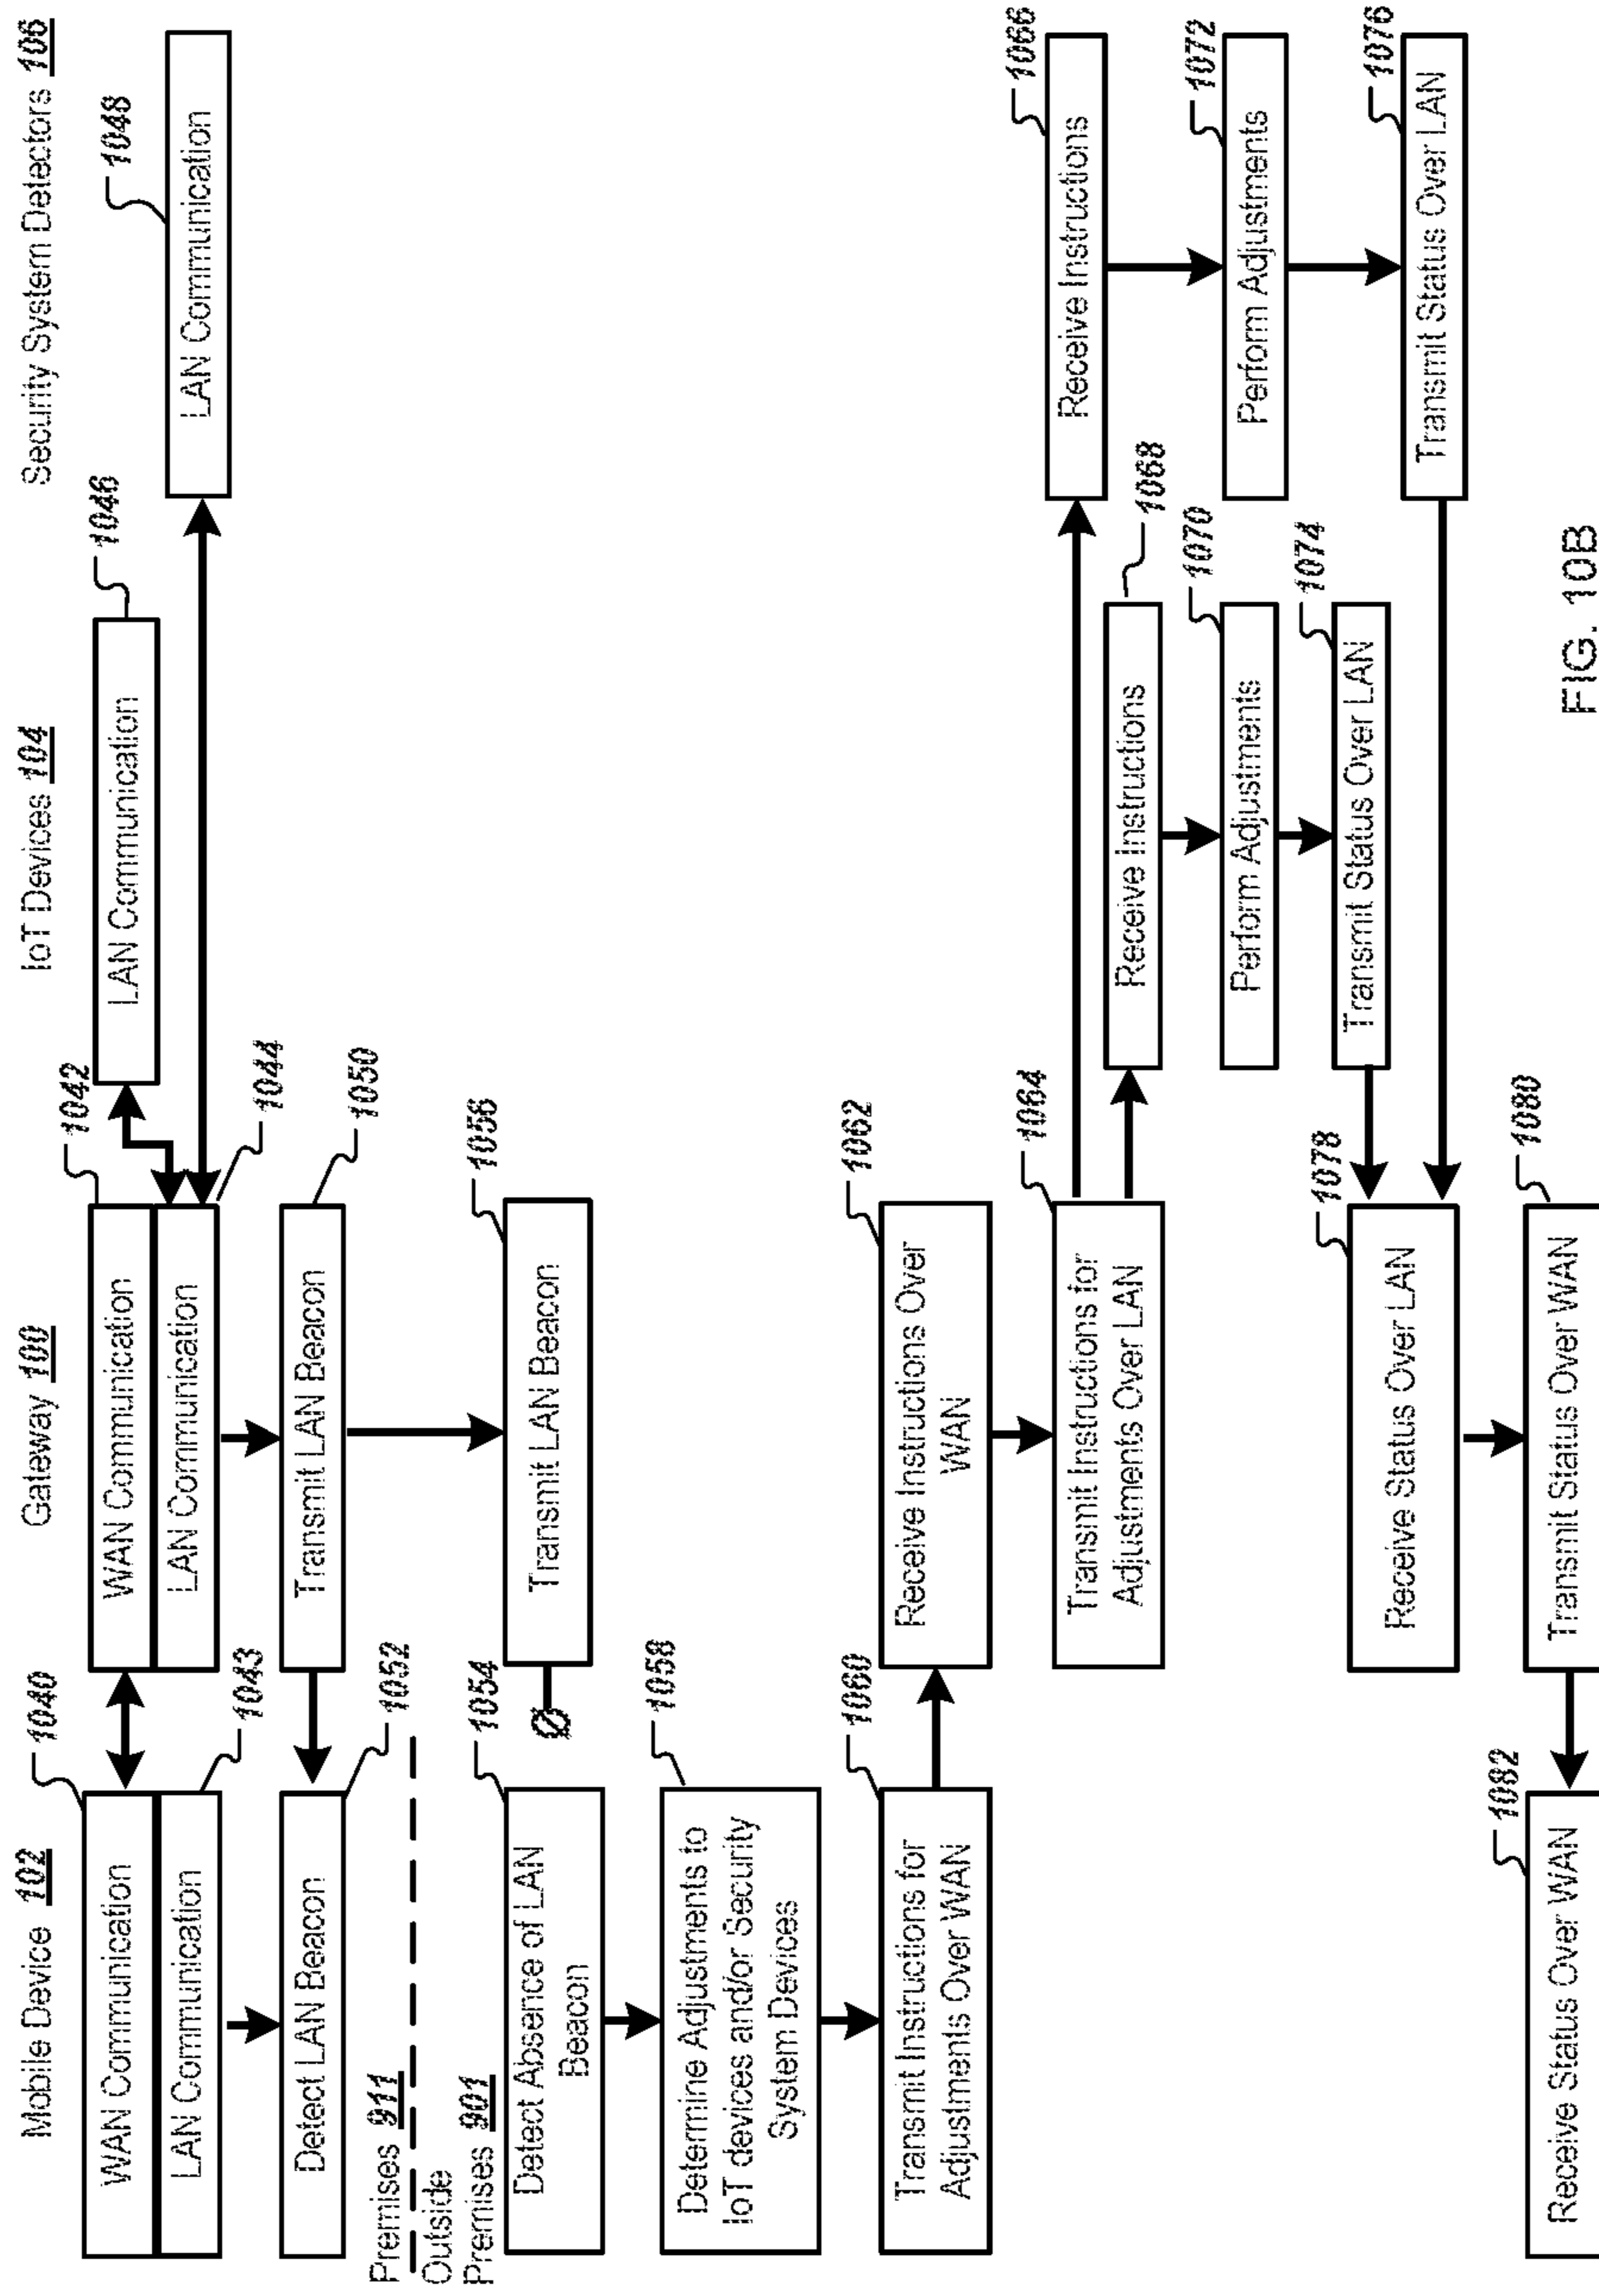 Mobile Device 102
Gateway 100
IoT Devices 104
Security System Detectors 106
1040
WAN Communication
LAN Communication
1043
1042
WAN Communication
LAN Communication
1044
1046
LAN Communication
1048
LAN Communication
Detect LAN Beacon
1052
Transmit LAN Beacon
1050
Premises 911
Outside
Premises 901
1054
Detect Absence of LAN
Beacon
1056
Transmit LAN Beacon
Ø
1058
Determine Adjustments to
IoT devices and/or Security
System Devices
1060
Transmit Instructions for
Adjustments Over WAN
1062
Receive Instructions Over
WAN
1064
Transmit Instructions for
Adjustments Over LAN
1066
Receive Instructions
1068
Receive Instructions
1070
Perform Adjustments
1072
Perform Adjustments
1074
Transmit Status Over LAN
1076
Transmit Status Over LAN
1078
Receive Status Over LAN
1080
Transmit Status Over WAN
1082
Receive Status Over WAN
FIG. 10B